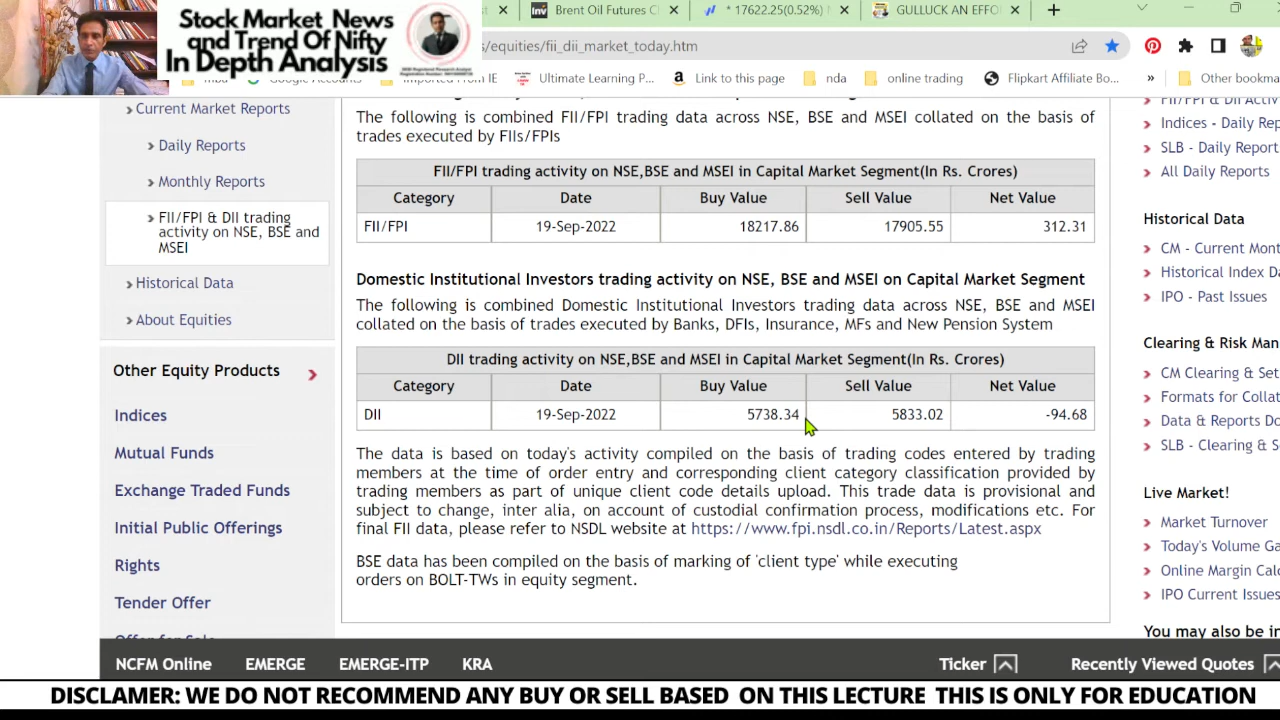 Stock Market News
and Trend Of Nifty
In Depth Analysis
Brent Oil Futures C
* 17622.25(0.52%)
GULLUCK AN EFFO
s/equities/fii_dii_market_today.htm
Google Accounts
Imported From IE
Ultimate Learning P...
Link to this page
nda
online trading
Flipkart Affiliate Bo...
»
Other bookma
Current Market Reports
Daily Reports
Monthly Reports
FII/FPI & DII trading
activity on NSE, BSE and
MSEI
Historical Data
About Equities
Other Equity Products
Indices
Mutual Funds
Exchange Traded Funds
Initial Public Offerings
Rights
Tender Offer
The following is combined FII/FPI trading data across NSE, BSE and MSEI collated on the basis of
trades executed by FIIs/FPIs
FII/FPI trading activity on NSE,BSE and MSEI in Capital Market Segment(In Rs. Crores)
Category Date Buy Value Sell Value Net Value
FII/FPI 19-Sep-2022 18217.86 17905.55 312.31
Domestic Institutional Investors trading activity on NSE, BSE and MSEI on Capital Market Segment
The following is combined Domestic Institutional Investors trading data across NSE, BSE and MSEI
collated on the basis of trades executed by Banks, DFIs, Insurance, MFs and New Pension System
DII trading activity on NSE,BSE and MSEI in Capital Market Segment(In Rs. Crores)
Category Date Buy Value Sell Value Net Value
DII 19-Sep-2022 5738.34 5833.02 -94.68
The data is based on today's activity compiled on the basis of trading codes entered by trading
members at the time of order entry and corresponding client category classification provided by
trading members as part of unique client code details upload. This trade data is provisional and
subject to change, inter alia, on account of custodial confirmation process, modifications etc. For
final FII data, please refer to NSDL website at https://www.fpi.nsdl.co.in/Reports/Latest.aspx
BSE data has been compiled on the basis of marking of 'client type' while executing
orders on BOLT-TWs in equity segment.
FII/FPI & DII Activ
Indices - Daily Rep
SLB - Daily Report
All Daily Reports
Historical Data
CM - Current Mont
Historical Index Da
IPO - Past Issues
Clearing & Risk Man
CM Clearing & Set
Formats for Collat
Data & Reports Do
SLB - Clearing & S
Live Market!
Market Turnover
Today's Volume Ga
Online Margin Calc
IPO Current Issues
You may also be in
NCFM Online EMERGE EMERGE-ITP KRA Ticker Recently Viewed Quotes
DISCLAMER: WE DO NOT RECOMMEND ANY BUY OR SELL BASED ON THIS LECTURE THIS IS ONLY FOR EDUCATION